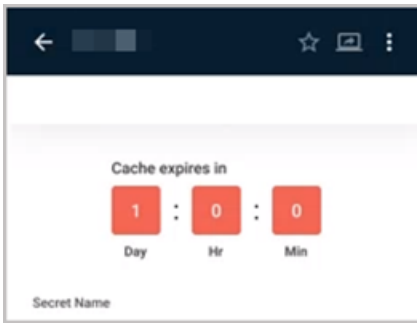 Cache expires in
1 : 0 : 0
Day Hr Min
Secret Name